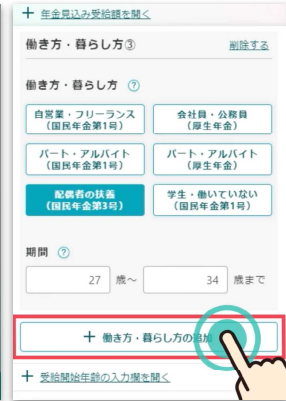 ＋ 年金見込み受給額を開く
働き方・暮らし方③ 削除する
働き方・暮らし方 ?
自営業・フリーランス
（国民年金第1号）
会社員・公務員
（厚生年金）
パート・アルバイト
（国民年金第1号）
パート・アルバイト
（厚生年金）
配偶者の扶養
（国民年金第3号）
学生・働いていない
（国民年金第1号）
期間 ?
27 歳～ 34 歳まで
＋ 働き方・暮らし方の追加
＋ 受給開始年齢の入力欄を開く